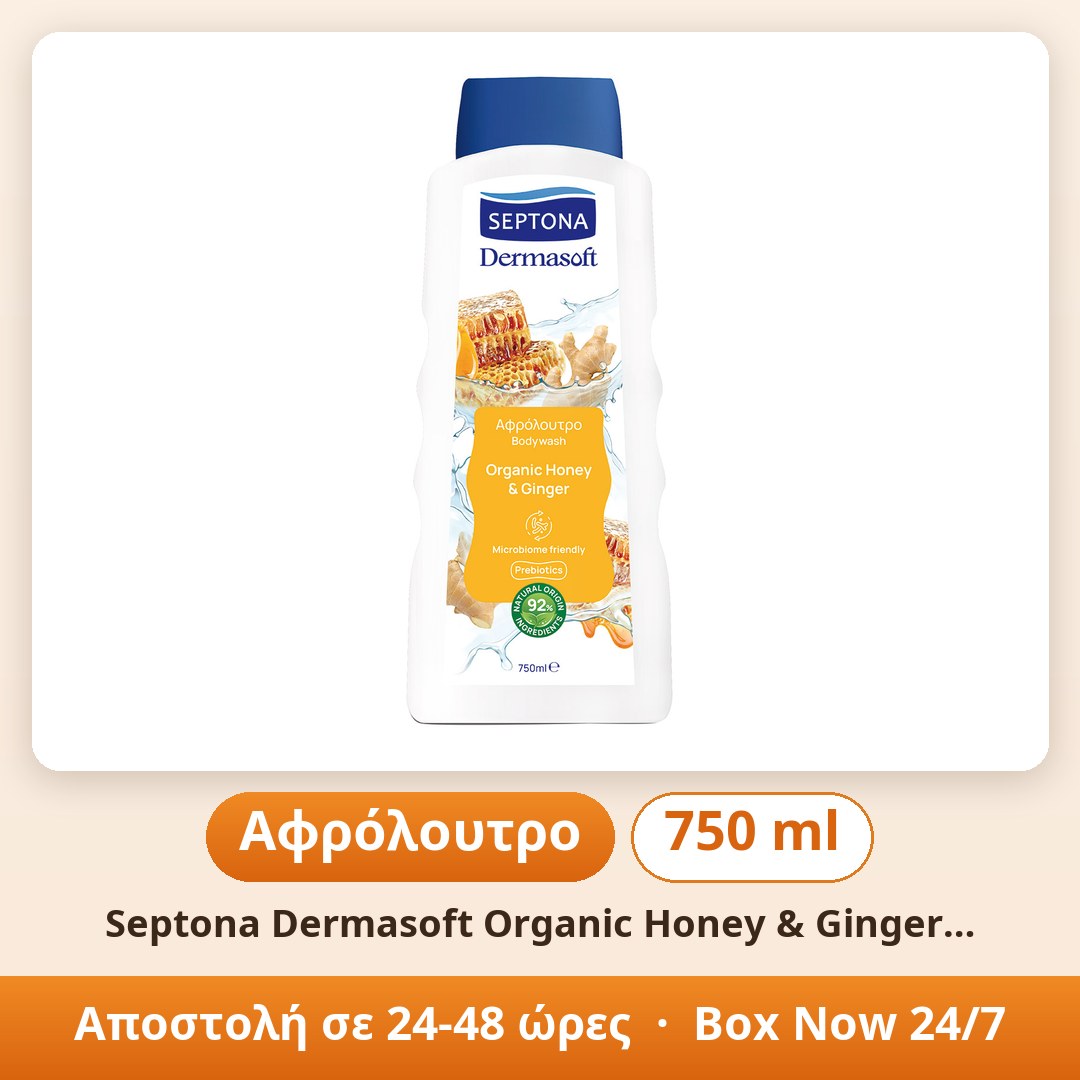 SEPTONA
Dermasoft
Αφρόλουτρο
Bodywash
Organic Honey
& Ginger
Microbiome friendly
Prebiotics
NATURAL ORIGIN
92%
INGREDIENTS
750ml ℮
Αφρόλουτρο
750 ml
Septona Dermasoft Organic Honey & Ginger...
Αποστολή σε 24-48 ώρες · Box Now 24/7